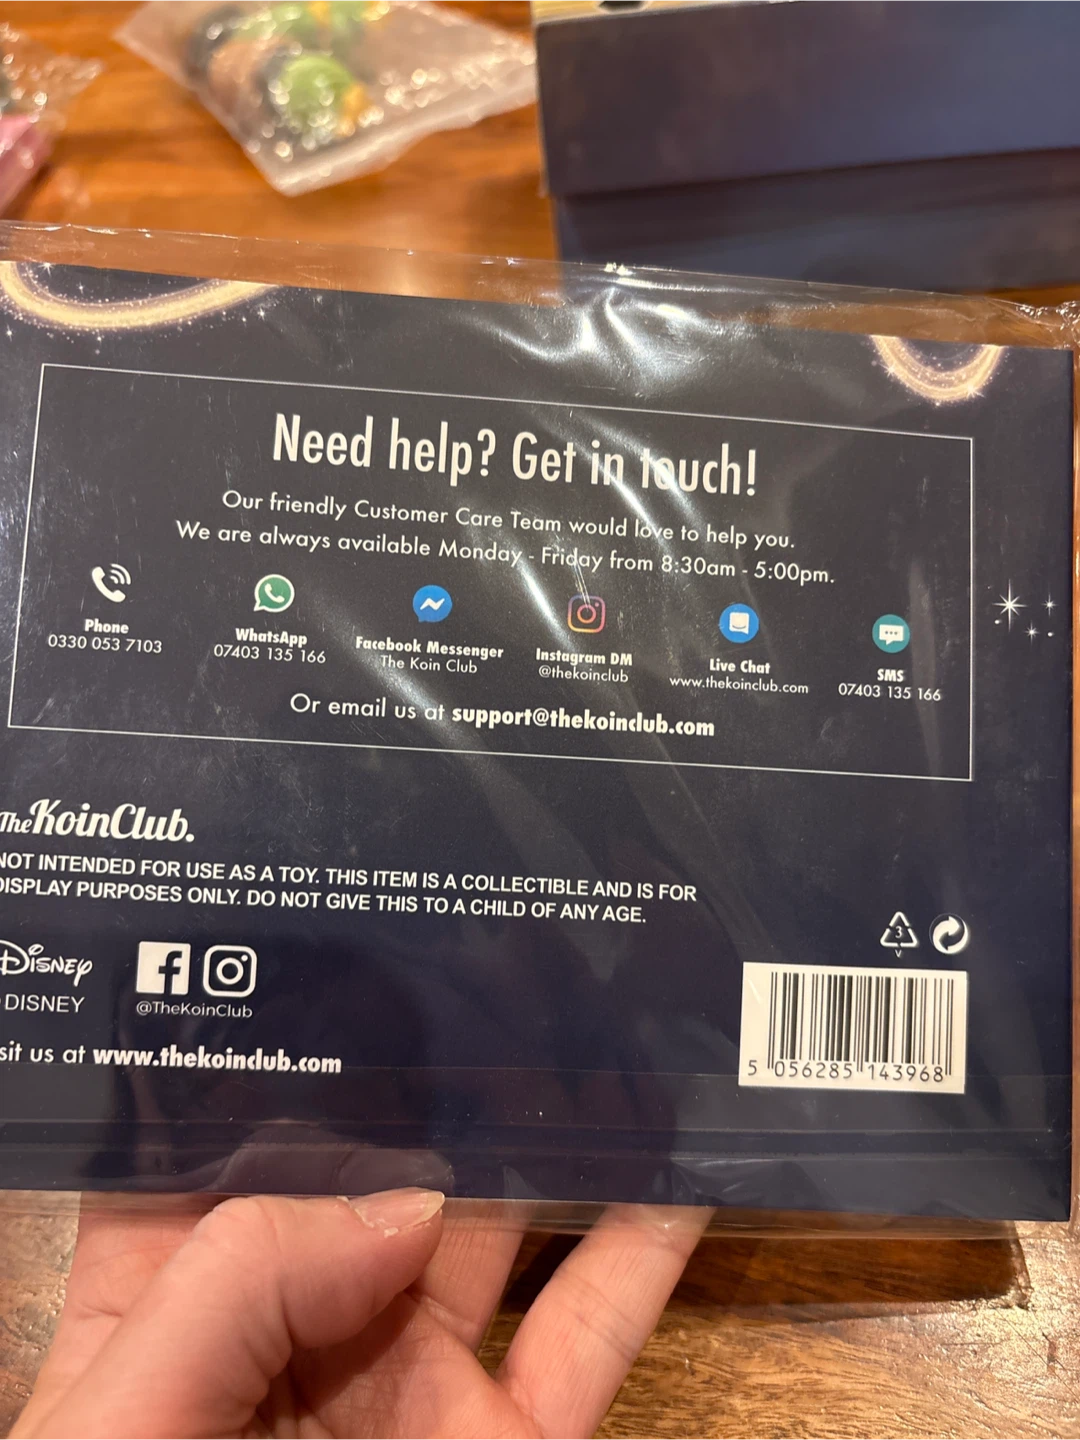 Need help? Get in touch!
Our friendly Customer Care Team would love to help you.
We are always available Monday - Friday from 8:30am - 5:00pm.
Phone
0330 053 7103
WhatsApp
07403 135 166
Facebook Messenger
The Koin Club
Instagram DM
@thekoinclub
Live Chat
www.thekoinclub.com
SMS
07403 135 166
Or email us at support@thekoinclub.com
The KoinClub.
NOT INTENDED FOR USE AS A TOY. THIS ITEM IS A COLLECTIBLE AND IS FOR
DISPLAY PURPOSES ONLY. DO NOT GIVE THIS TO A CHILD OF ANY AGE.
3
V
Disney
DISNEY
@TheKoinClub
sit us at www.thekoinclub.com
5 056285 143968